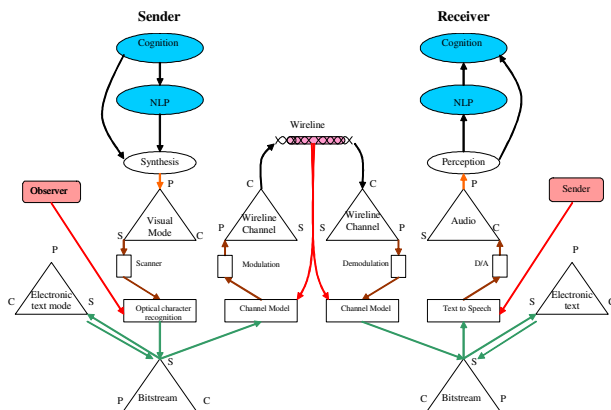 Sender
Receiver
Cognition
Cognition
NLP
NLP
Wireline
Synthesis
Perception
P
C
C
P
Observer
Sender
Visual
Mode
S
C
P
Wireline
Channel
S
S
Wireline
Channel
P
Audio
S
C
P
P
Scanner
Modulation
Demodulation
D/A
C
Electronic
text mode
S
Optical character
recognition
Channel Model
Channel Model
Text to Speech
S
Electronic
text
C
S
S
P
Bitstream
C
C
Bitstream
P